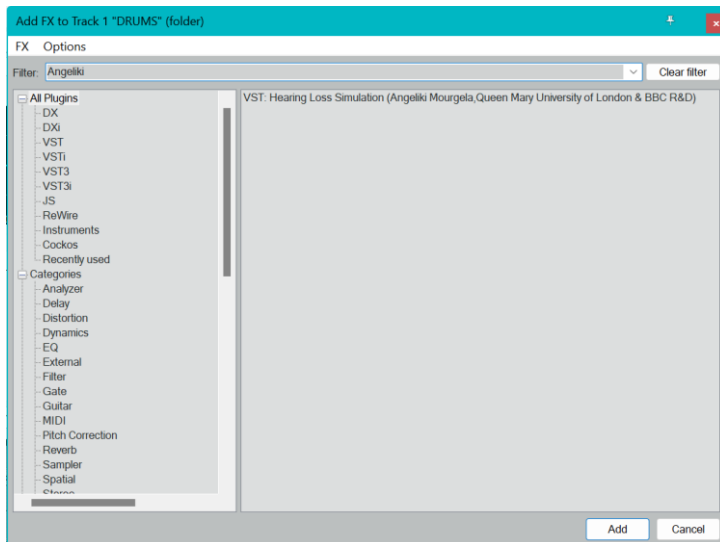 Add FX to Track 1 "DRUMS" (folder)
FX Options
Filter: Angeliki Clear filter
All Plugins
DX
DXi
VST
VSTi
VST3
VST3i
JS
ReWire
Instruments
Cockos
Recently used
Categories
Analyzer
Delay
Distortion
Dynamics
EQ
External
Filter
Gate
Guitar
MIDI
Pitch Correction
Reverb
Sampler
Spatial
Stereo
VST: Hearing Loss Simulation (Angeliki Mourgela,Queen Mary University of London & BBC R&D)
Add Cancel